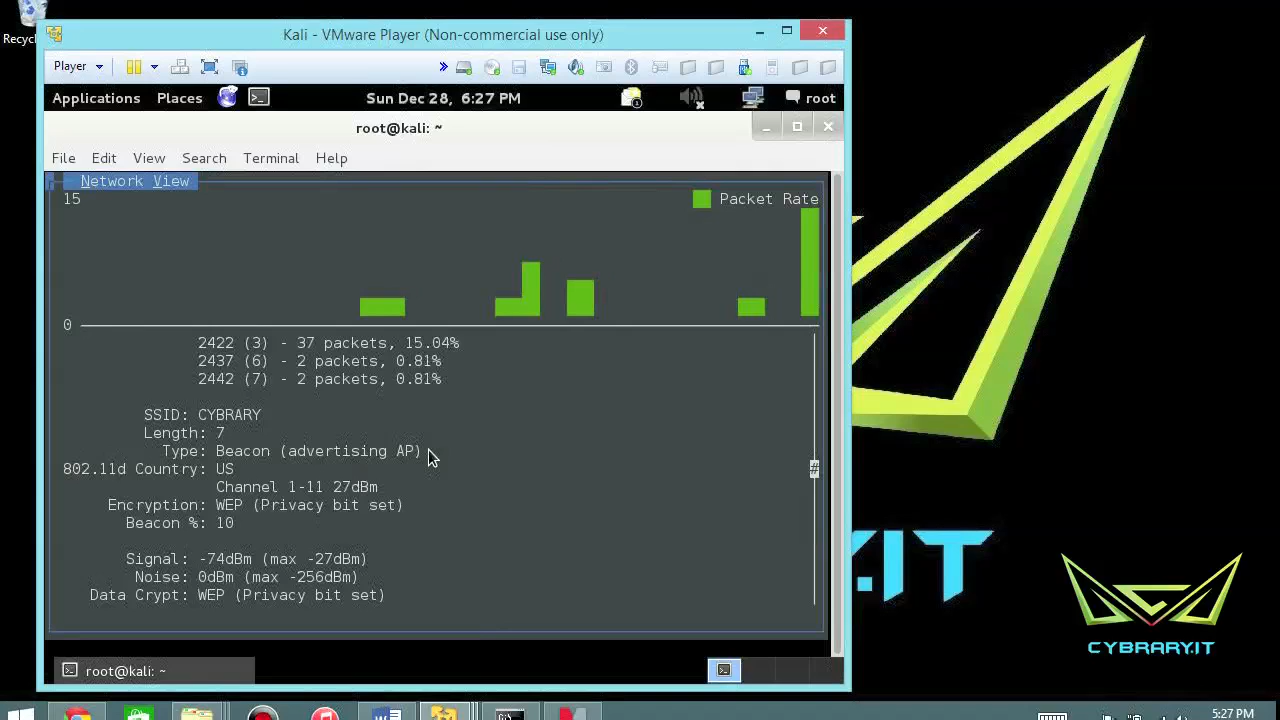 Recycl
Kali - VMware Player (Non-commercial use only)
Player
Applications Places Sun Dec 28, 6:27 PM root
root@kali: ~
File Edit View Search Terminal Help
Network View
15 Packet Rate
0
2422 (3) - 37 packets, 15.04%
2437 (6) - 2 packets, 0.81%
2442 (7) - 2 packets, 0.81%
SSID: CYBRARY
Length: 7
Type: Beacon (advertising AP)
802.11d Country: US
Channel 1-11 27dBm
Encryption: WEP (Privacy bit set)
Beacon %: 10
Signal: -74dBm (max -27dBm)
Noise: 0dBm (max -256dBm)
Data Crypt: WEP (Privacy bit set)
root@kali: ~
.IT
CYBRARY.IT
5:27 PM